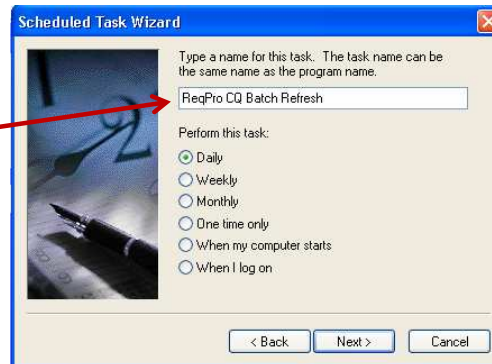 Scheduled Task Wizard
Type a name for this task. The task name can be
the same name as the program name.
ReqPro CQ Batch Refresh
Perform this task:
Daily
Weekly
Monthly
One time only
When my computer starts
When I log on
< Back Next > Cancel